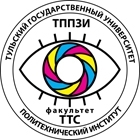 ТУЛЬСКИЙ ГОСУДАРСТВЕННЫЙ УНИВЕРСИТЕТ
ТППЗИ
факультет
ТТС
ПОЛИТЕХНИЧЕСКИЙ ИНСТИТУТ